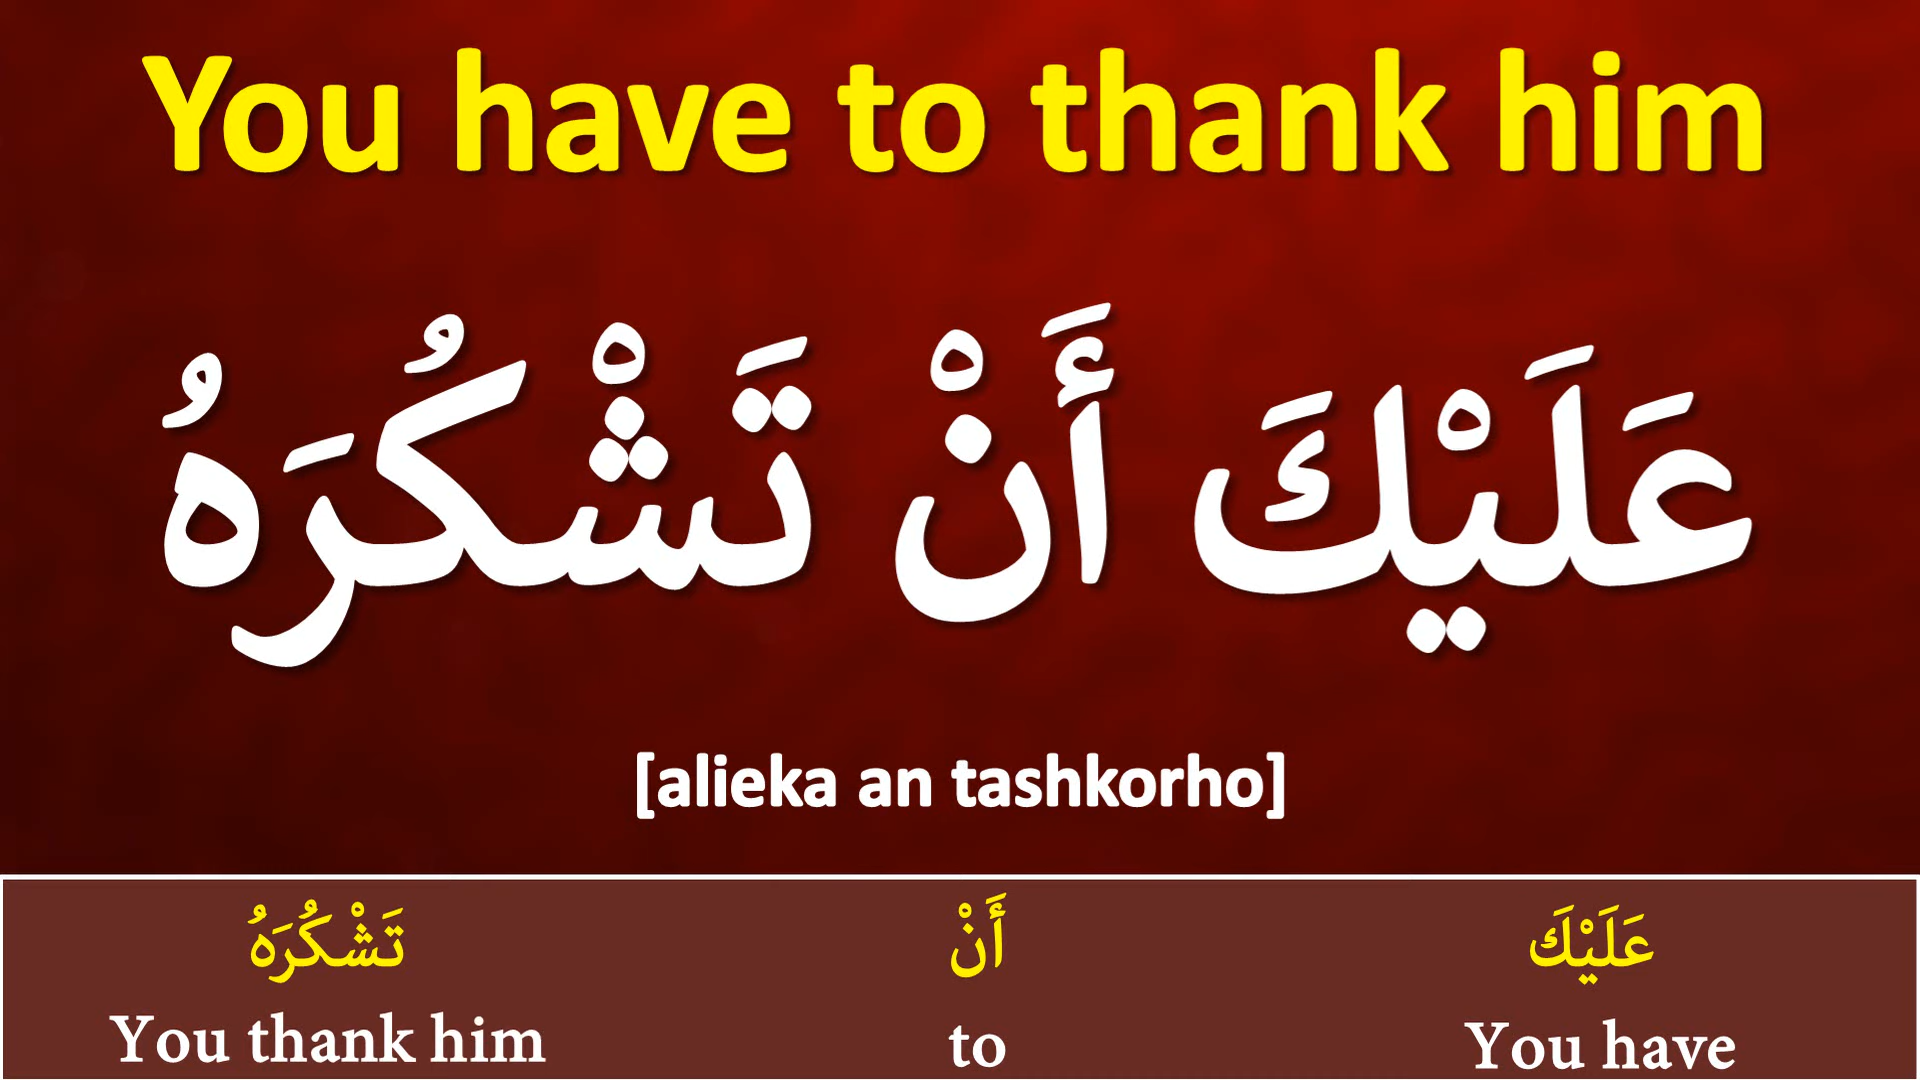 You have to thank him
عَلَيْكَ أَنْ تَشْكُرَهُ
[alieka an tashkorho]
عَلَيْكَ أَنْ تَشْكُرَهُ
You thank him to You have